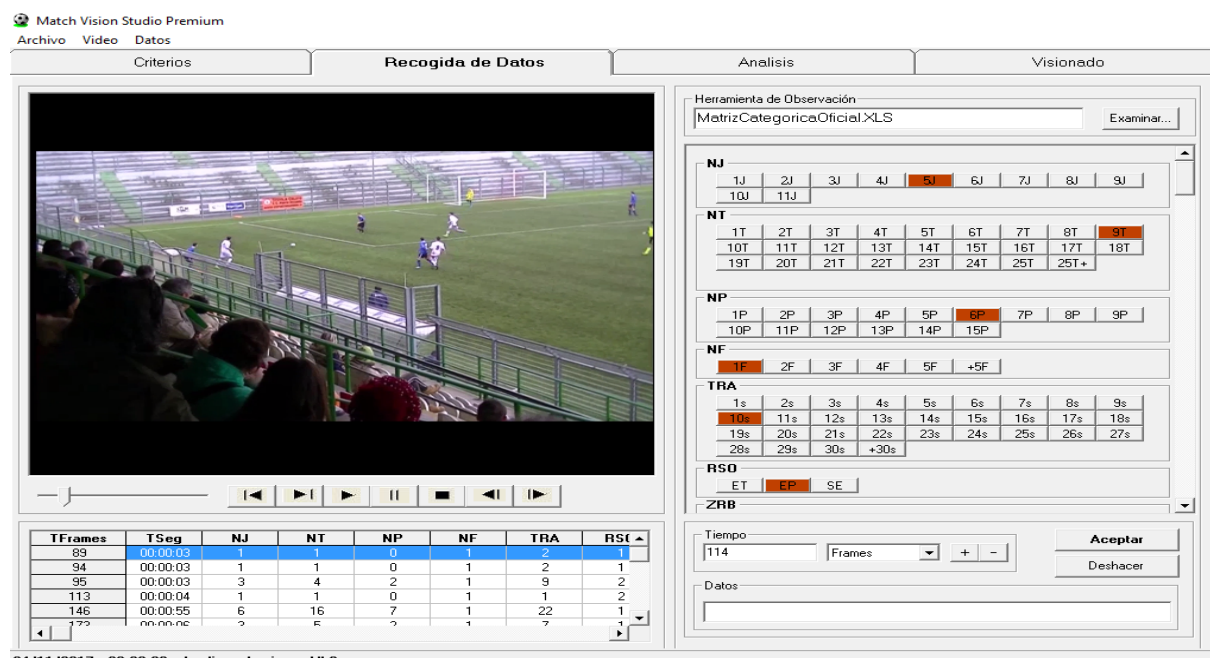 Match Vision Studio Premium
Archivo Video Datos
Criterios Recogida de Datos Analisis Visionado
Herramienta de Observación
MatrizCategoricaOficial.XLS Examinar...
NJ
1J 2J 3J 4J 5J 6J 7J 8J 9J
10J 11J
NT
1T 2T 3T 4T 5T 6T 7T 8T 9T
10T 11T 12T 13T 14T 15T 16T 17T 18T
19T 20T 21T 22T 23T 24T 25T 25T+
NP
1P 2P 3P 4P 5P 6P 7P 8P 9P
10P 11P 12P 13P 14P 15P
NF
1F 2F 3F 4F 5F +5F
TRA
1s 2s 3s 4s 5s 6s 7s 8s 9s
10s 11s 12s 13s 14s 15s 16s 17s 18s
19s 20s 21s 22s 23s 24s 25s 26s 27s
28s 29s 30s +30s
RSO
ET EP SE
ZRB
TFrames TSeg NJ NT NP NF TRA
89 00:00:03 1 1 0 1 2 1
94 00:00:03 1 1 0 1 2 1
95 00:00:03 3 4 2 1 9 2
113 00:00:04 1 1 0 1 1 2
146 00:00:55 6 16 7 1 22 1
Tiempo
114 Frames + - Aceptar
Deshacer
Datos